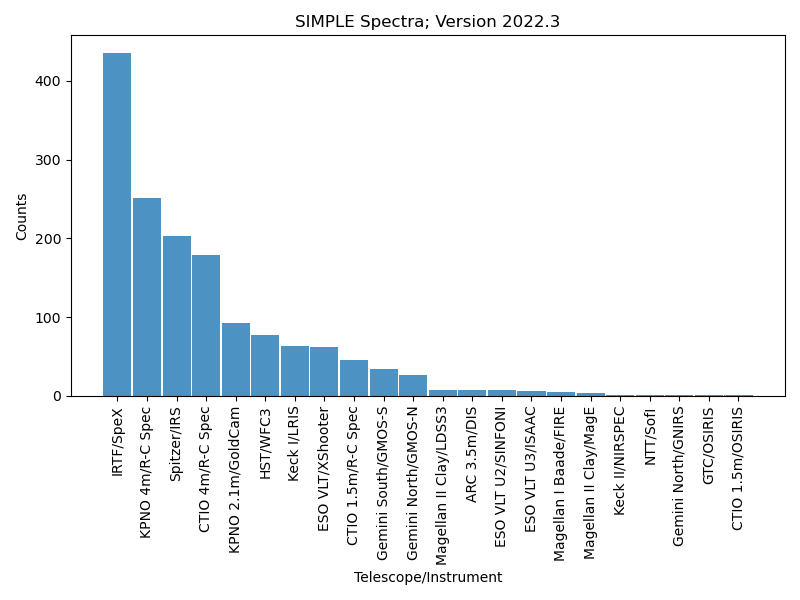 SIMPLE Spectra; Version 2022.3
400
300
200
100
0
Counts
IRTF/SpeX
KPNO 4m/R-C Spec
Spitzer/IRS
CTIO 4m/R-C Spec
KPNO 2.1m/GoldCam
HST/WFC3
Keck I/LRIS
ESO VLT/XShooter
CTIO 1.5m/R-C Spec
Gemini South/GMOS-S
Gemini North/GMOS-N
Magellan II Clay/LDSS3
ARC 3.5m/DIS
ESO VLT U2/SINFONI
ESO VLT U3/ISAAC
Magellan I Baade/FIRE
Magellan II Clay/MagE
Keck II/NIRSPEC
NTT/SofI
Gemini North/GNIRS
GTC/OSIRIS
CTIO 1.5m/OSIRIS
Telescope/Instrument